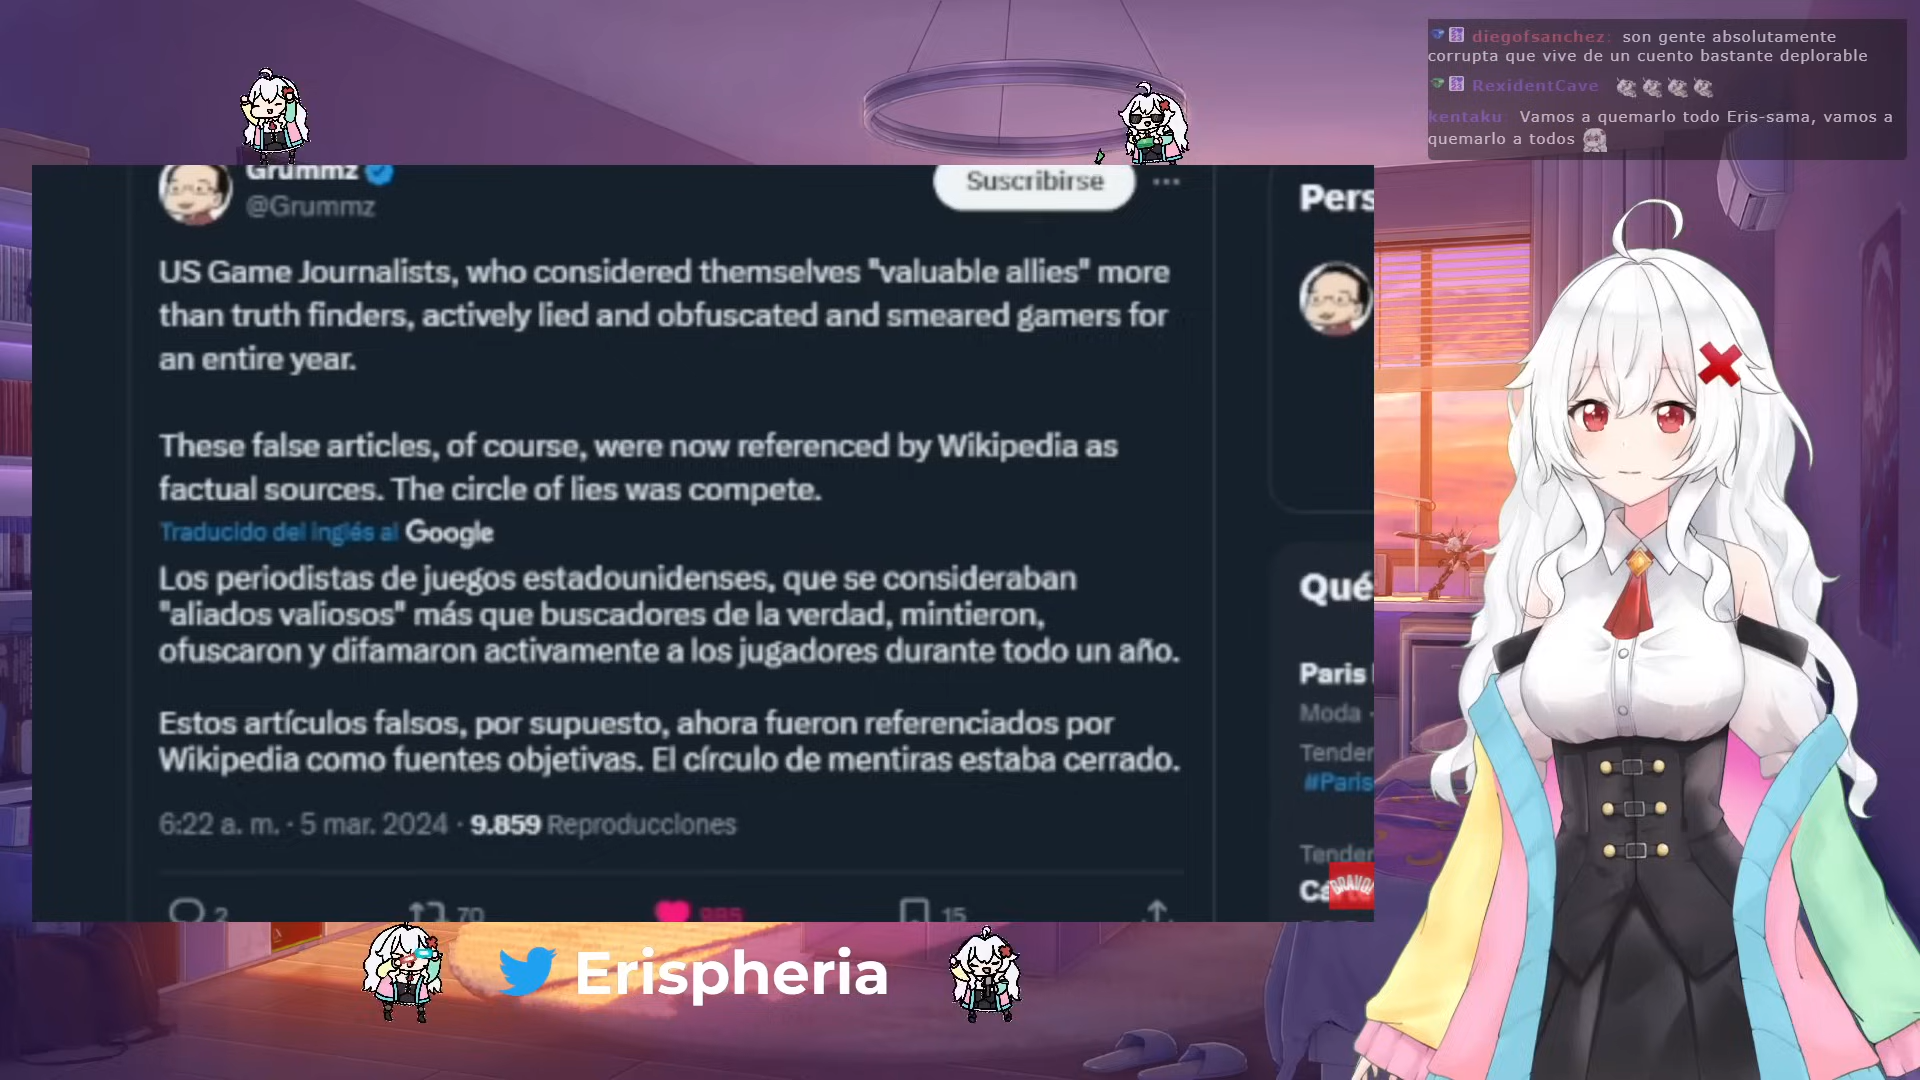 diegofsanchez: son gente absolutamente
corrupta que vive de un cuento bastante deplorable
RexidentCave
kentaku: Vamos a quemarlo todo Eris-sama, vamos a
quemarlo a todos
Grummz
@Grummz
Suscribirse
US Game Journalists, who considered themselves "valuable allies" more
than truth finders, actively lied and obfuscated and smeared gamers for
an entire year.
These false articles, of course, were now referenced by Wikipedia as
factual sources. The circle of lies was compete.
Traducido del inglés al Google
Los periodistas de juegos estadounidenses, que se consideraban
"aliados valiosos" más que buscadores de la verdad, mintieron,
ofuscaron y difamaron activamente a los jugadores durante todo un año.
Estos artículos falsos, por supuesto, ahora fueron referenciados por
Wikipedia como fuentes objetivas. El círculo de mentiras estaba cerrado.
6:22 a. m. · 5 mar. 2024 · 9.859 Reproducciones
2 70 15
Pers
Qué
Paris
Moda ·
Tender
#Paris
Tender
BRAVO!
Erispheria